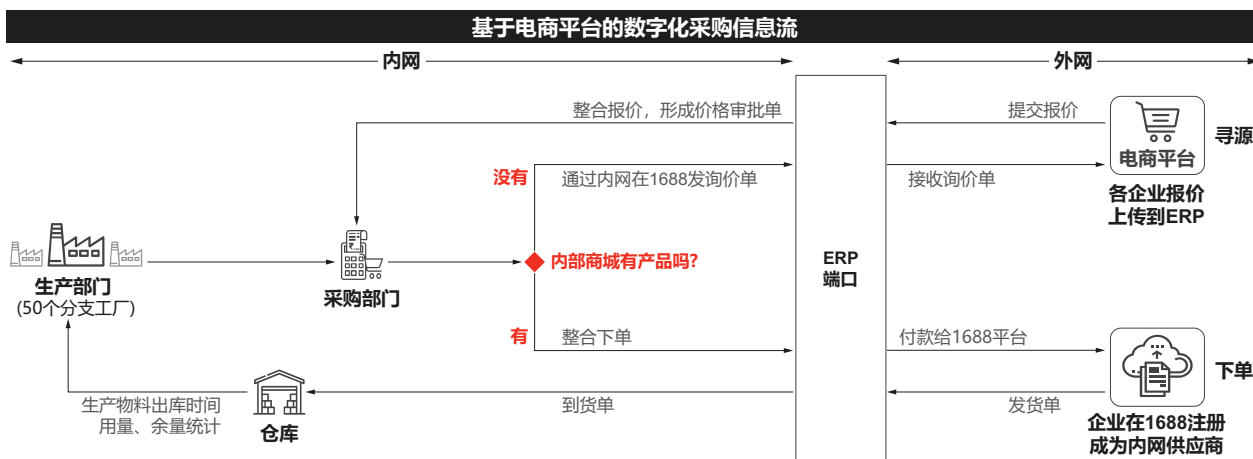 基于电商平台的数字化采购信息流
内网
外网
整合报价，形成价格审批单
提交报价
寻源
电商平台
没有
通过内网在1688发询价单
接收询价单
各企业报价
上传到ERP
内部商城有产品吗?
ERP
端口
生产部门
(50个分支工厂)
采购部门
有
整合下单
付款给1688平台
下单
生产物料出库时间
用量、余量统计
仓库
到货单
发货单
企业在1688注册
成为内网供应商